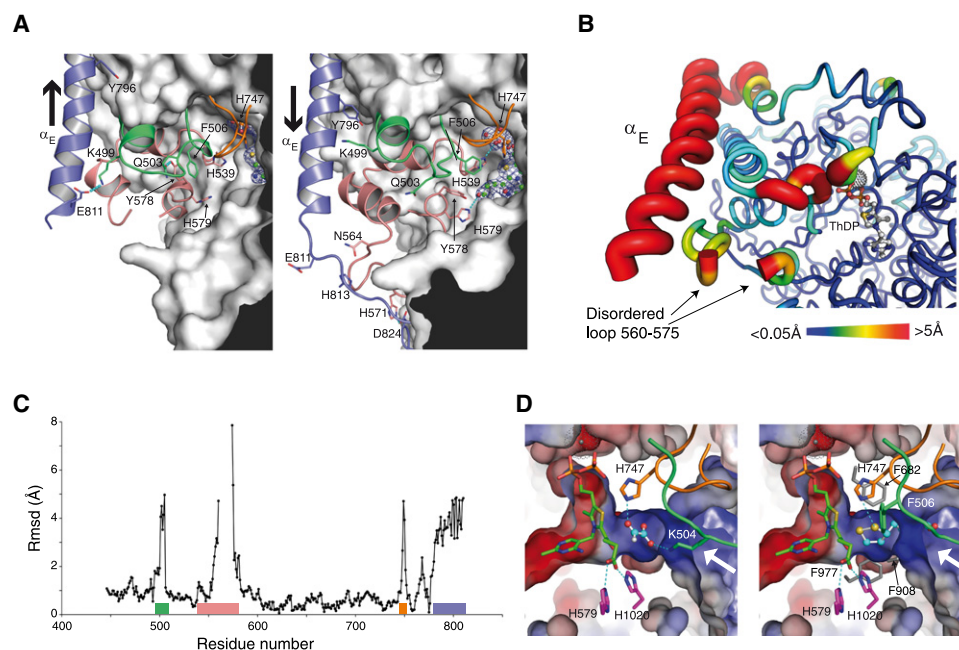 A
Y796
αE
K499
Q503
F506
H747
H539
E811
Y578
H579
Y796
αE
K499
Q503
F506
H747
H539
N564
Y578
H579
E811
H813
H571
D824
B
αE
ThDP
Disordered
loop 560-575
<0.05Å
>5Å
C
Rmsd (Å)
8
6
4
2
0
400
500
600
700
800
900
Residue number
D
H747
K504
H579
H1020
H747
F682
F506
F977
F908
H579
H1020